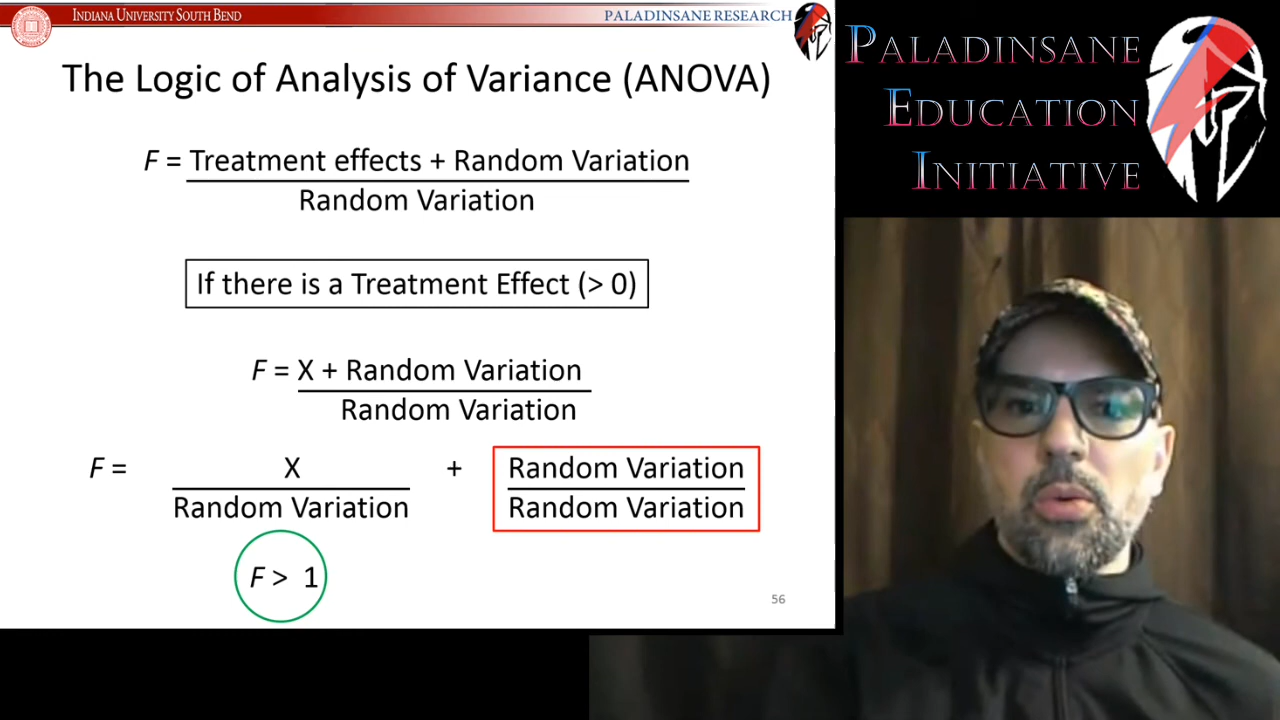 INDIANA UNIVERSITY SOUTH BEND
PALADINSANE RESEARCH
The Logic of Analysis of Variance (ANOVA)
F = Treatment effects + Random Variation
Random Variation
If there is a Treatment Effect (> 0)
F = X + Random Variation
Random Variation
F = X + Random Variation
Random Variation Random Variation
F > 1
56
PALADINSANE
EDUCATION
INITIATIVE